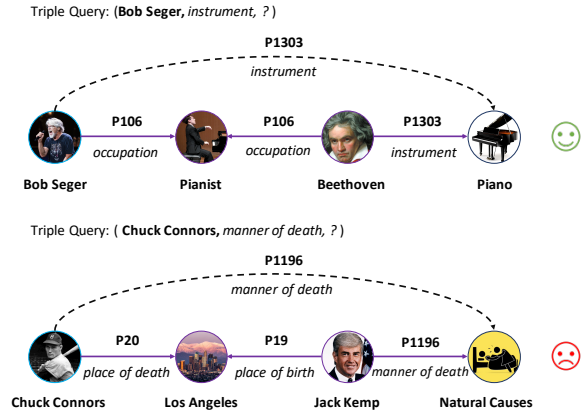 Triple Query: (Bob Seger, instrument, ?)
P1303
instrument
P106 P106 P1303
occupation occupation instrument
Bob Seger Pianist Beethoven Piano
Triple Query: ( Chuck Connors, manner of death, ? )
P1196
manner of death
P20 P19 P1196
place of death place of birth manner of death
Chuck Connors Los Angeles Jack Kemp Natural Causes